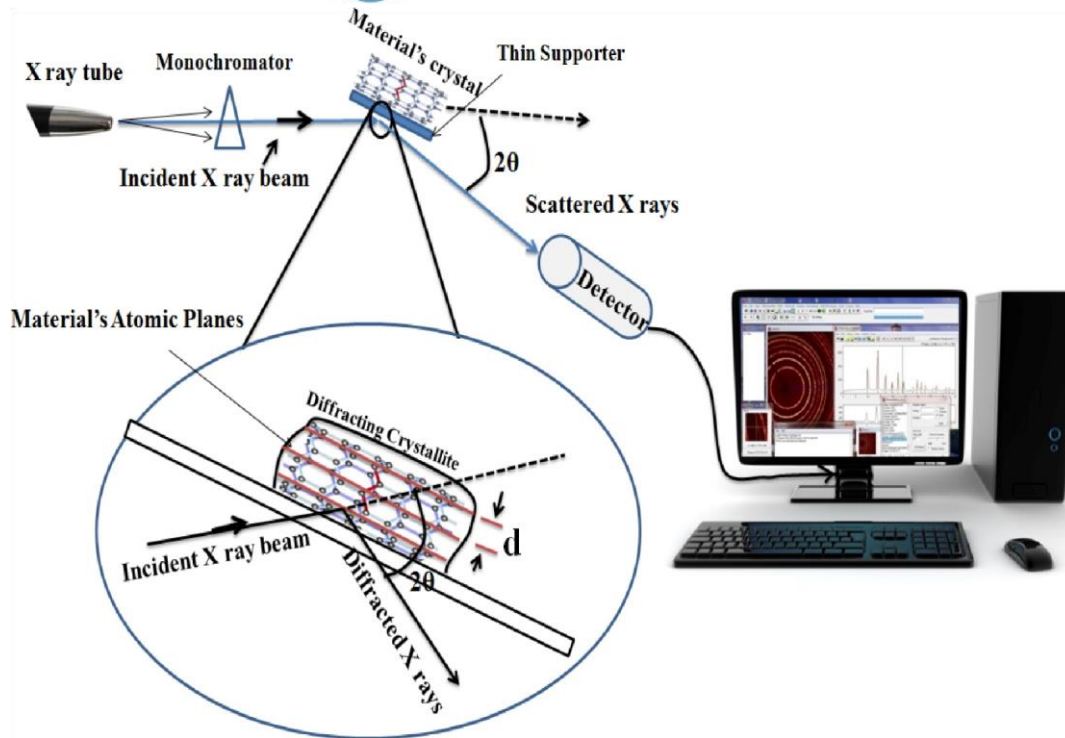 Material's crystal
Thin Supporter
Monochromator
X ray tube
2θ
Incident X ray beam
Scattered X rays
Detector
Material's Atomic Planes
Diffracting Crystallite
d
Incident X ray beam
2θ
Diffracted X rays